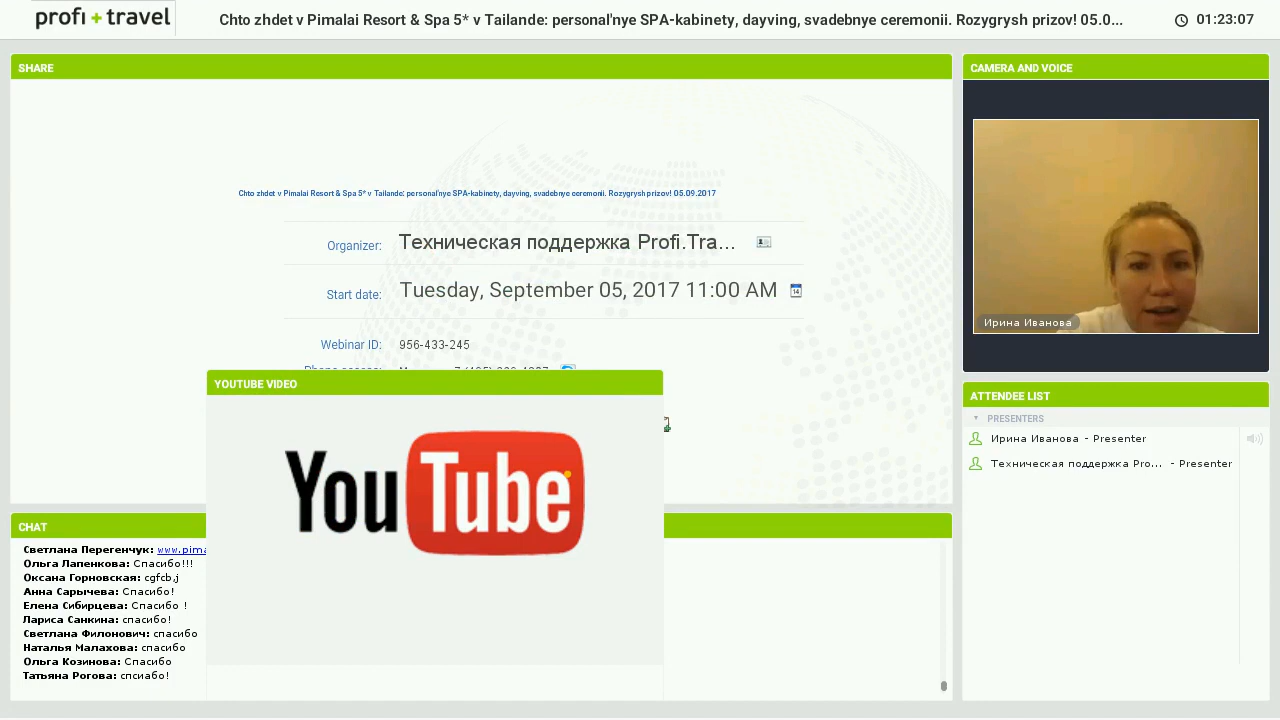 profi + travel
Chto zhdet v Pimalai Resort & Spa 5* v Tailande: personal'nye SPA-kabinety, dayving, svadebnye ceremonii. Rozygrysh prizov! 05.0...
01:23:07
SHARE
Chto zhdet v Pimalai Resort & Spa 5* v Tailande: personal'nye SPA-kabinety, dayving, svadebnye ceremonii. Rozygrysh prizov! 05.09.2017
Organizer: Техническая поддержка Profi.Tra...
Start date: Tuesday, September 05, 2017 11:00 AM
14
Webinar ID: 956-433-245
YOUTUBE VIDEO
YouTube
CHAT
Светлана Перегенчук: www.pima
Ольга Лапенкова: Спасибо!!!
Оксана Горновская: cgfcb,j
Анна Сарычева: Спасибо!
Елена Сибирцева: Спасибо !
Лариса Санкина: спасибо!
Светлана Филонович: спасибо
Наталья Малахова: спасибо
Ольга Козинова: Спасибо
Татьяна Рогова: спсиабо!
CAMERA AND VOICE
Ирина Иванова
ATTENDEE LIST
PRESENTERS
Ирина Иванова - Presenter
Техническая поддержка Pro... - Presenter